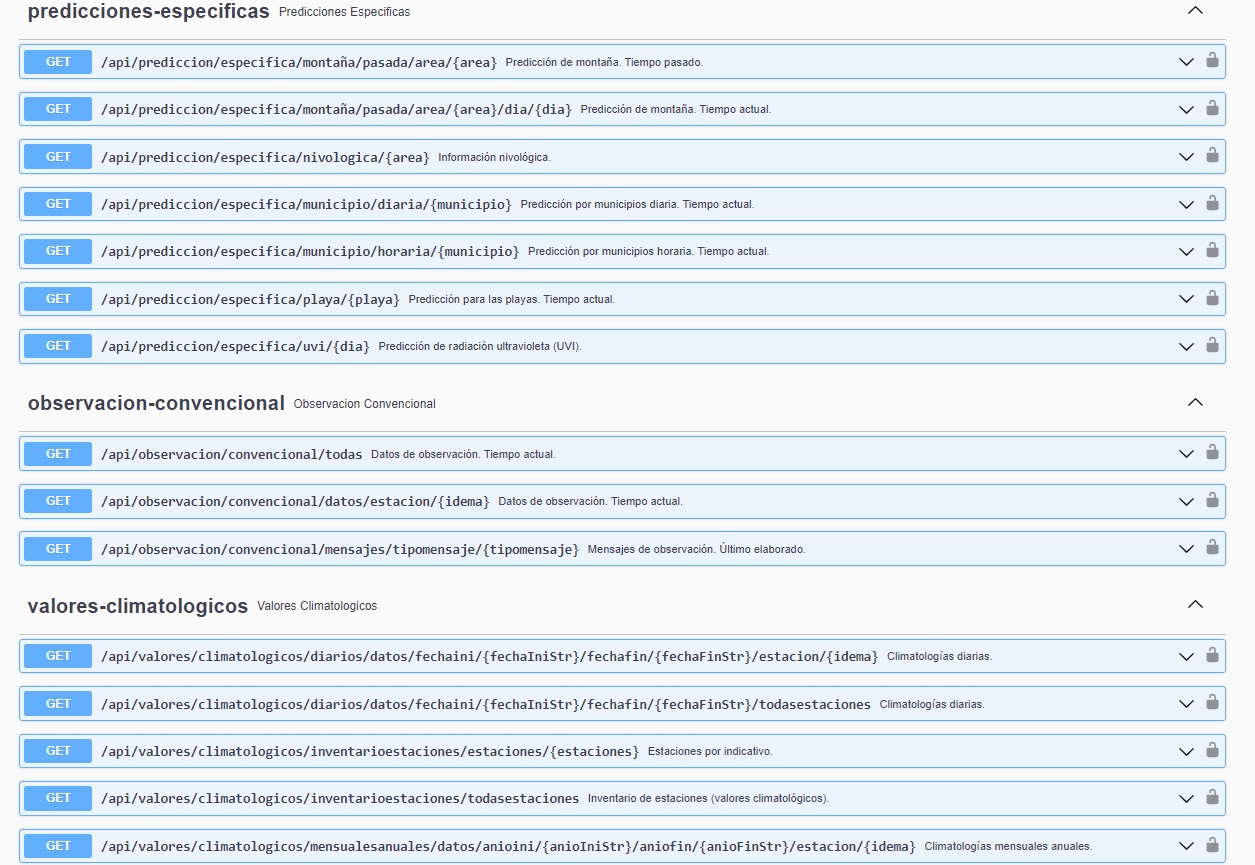 predicciones-especificas Predicciones Especificas
GET /api/prediccion/especifica/montaña/pasada/area/{area} Predicción de montaña. Tiempo pasado.
GET /api/prediccion/especifica/montaña/pasada/area/{area}/dia/{dia} Predicción de montaña. Tiempo actual.
GET /api/prediccion/especifica/nivologica/{area} Información nivológica.
GET /api/prediccion/especifica/municipio/diaria/{municipio} Predicción por municipios diaria. Tiempo actual.
GET /api/prediccion/especifica/municipio/horaria/{municipio} Predicción por municipios horaria. Tiempo actual.
GET /api/prediccion/especifica/playa/{playa} Predicción para las playas. Tiempo actual.
GET /api/prediccion/especifica/uvi/{dia} Predicción de radiación ultravioleta (UVI).
observacion-convencional Observacion Convencional
GET /api/observacion/convencional/todas Datos de observación. Tiempo actual.
GET /api/observacion/convencional/datos/estacion/{idema} Datos de observación. Tiempo actual.
GET /api/observacion/convencional/mensajes/tipomensaje/{tipomensaje} Mensajes de observación. Último elaborado.
valores-climatologicos Valores Climatologicos
GET /api/valores/climatologicos/diarios/datos/fechaini/{fechaIniStr}/fechafin/{fechaFinStr}/estacion/{idema} Climatologías diarias.
GET /api/valores/climatologicos/diarios/datos/fechaini/{fechaIniStr}/fechafin/{fechaFinStr}/todasestaciones Climatologías diarias.
GET /api/valores/climatologicos/inventarioestaciones/estaciones/{estaciones} Estaciones por indicativo.
GET /api/valores/climatologicos/inventarioestaciones/todasestaciones Inventario de estaciones (valores climatológicos).
GET /api/valores/climatologicos/mensualesanuales/datos/anioini/{anioIniStr}/aniofin/{anioFinStr}/estacion/{idema} Climatologías mensuales anuales.